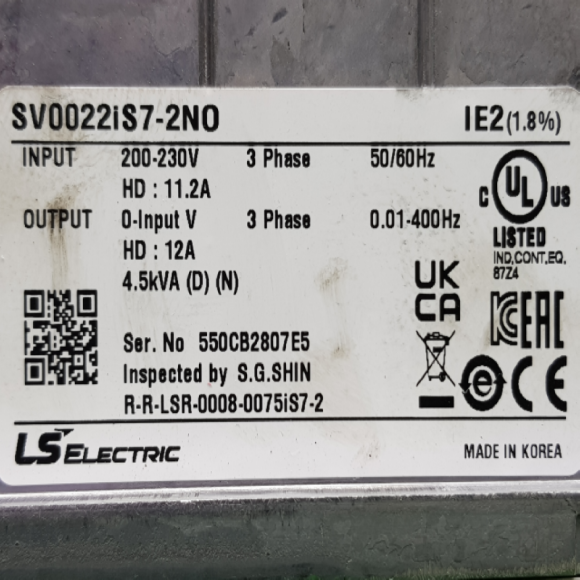 SV0022iS7-2NO IE2(1.8%)
INPUT 200-230V 3 Phase 50/60Hz
HD : 11.2A
OUTPUT 0-Input V 3 Phase 0.01-400Hz
HD : 12A
4.5kVA (D) (N)
C UL US
LISTED
IND,CONT,EQ,
87Z4
UK
CA
EAC
Ser. No 550CB2807E5
Inspected by S.G.SHIN
R-R-LSR-0008-0075iS7-2
CE
LS ELECTRIC
MADE IN KOREA